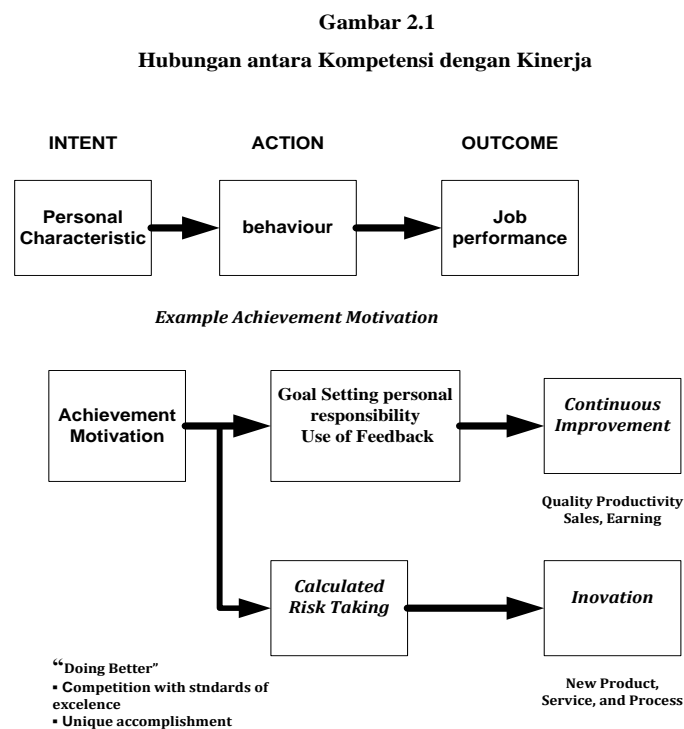 Gambar 2.1
Hubungan antara Kompetensi dengan Kinerja
INTENT
ACTION
OUTCOME
Personal
Characteristic
behaviour
Job
performance
Example Achievement Motivation
Achievement
Motivation
Goal Setting personal
responsibility
Use of Feedback
Continuous
Improvement
Quality Productivity
Sales, Earning
Calculated
Risk Taking
Inovation
New Product,
Service, and Process
“Doing Better”
▪ Competition with stndards of
excelence
▪ Unique accomplishment